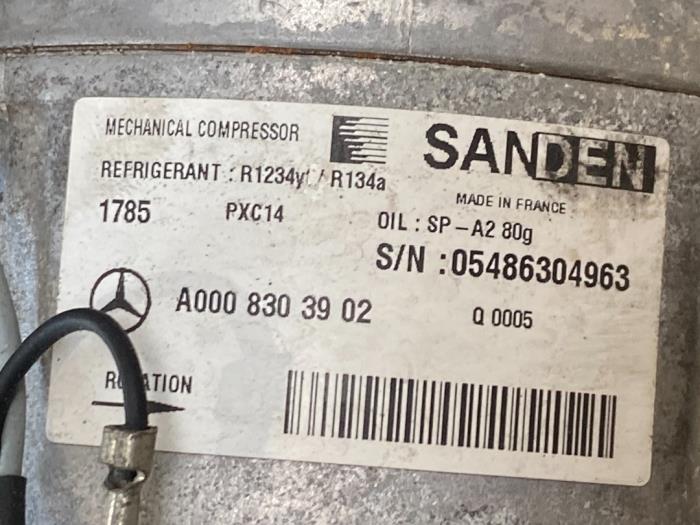 MECHANICAL COMPRESSOR
SANDEN
REFRIGERANT : R1234yf / R134a
MADE IN FRANCE
1785 PXC14
OIL : SP-A2 80g
S/N : 05486304963
A000 830 39 02
Q 0005
ROTATION